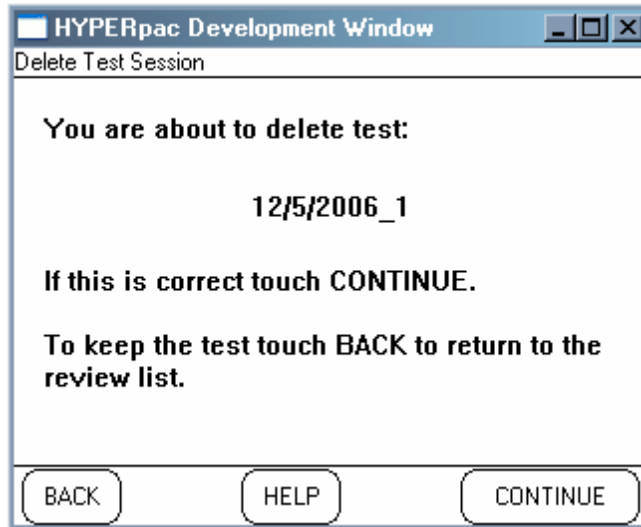 HYPERpac Development Window
Delete Test Session
You are about to delete test:
12/5/2006_1
If this is correct touch CONTINUE.
To keep the test touch BACK to return to the
review list.
BACK HELP CONTINUE